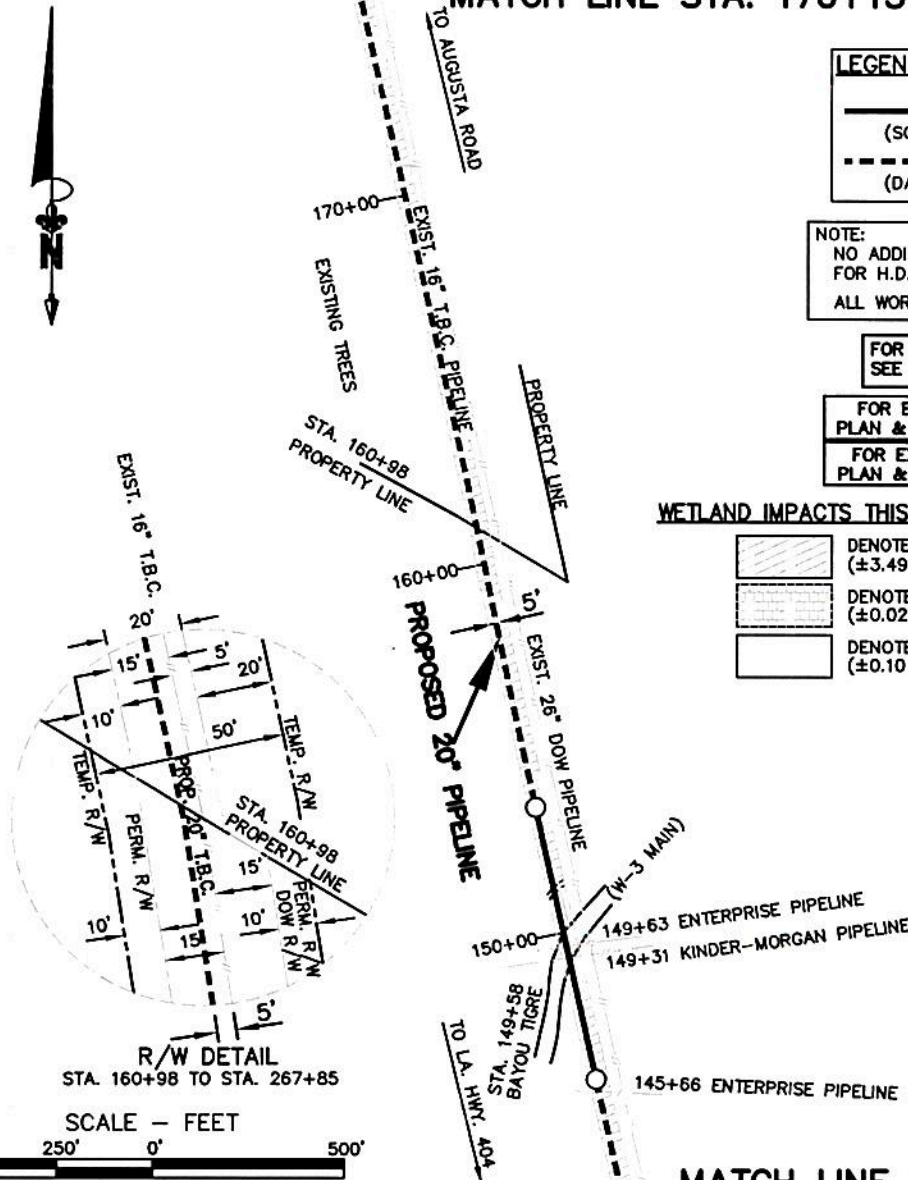 MATCH LINE STA.
TO AUGUSTA ROAD
LEGEN
(SO
(DA
N
170+00
EXIST. 16" T.B.C. PIPELINE
EXISTING TREES
NOTE:
NO ADDI
FOR H.D.
ALL WOR
FOR
SEE
FOR E
PLAN &
FOR EX
PLAN &
PROPERTY LINE
STA. 160+98
PROPERTY LINE
WETLAND IMPACTS THIS
DENOTE
(±3.49
DENOTE
(±0.02
DENOTE
(±0.10
160+00
5'
PROPOSED 20" PIPELINE
EXIST. 26" DOW PIPELINE
EXIST. 16" T.B.C.
20'
15'
5'
20'
10'
50'
TEMP. R/W
TEMP. R/W
PERM. R/W
PROP. 20" T.B.C.
STA. 160+98
PROPERTY LINE
15'
10'
10'
15'
PERM. R/W
DOW R/W
5'
R/W DETAIL
STA. 160+98 TO STA. 267+85
(W-3 MAIN)
150+00
149+63 ENTERPRISE PIPELINE
149+31 KINDER-MORGAN PIPELINE
STA. 149+58
BAYOU TIGRE
TO LA. HWY. 404
145+66 ENTERPRISE PIPELINE
SCALE – FEET
250' 0' 500'
MATCH LINE